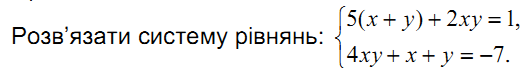 Розв'язати систему рівнянь: { 5(x + y) + 2xy = 1,
4xy + x + y = −7.